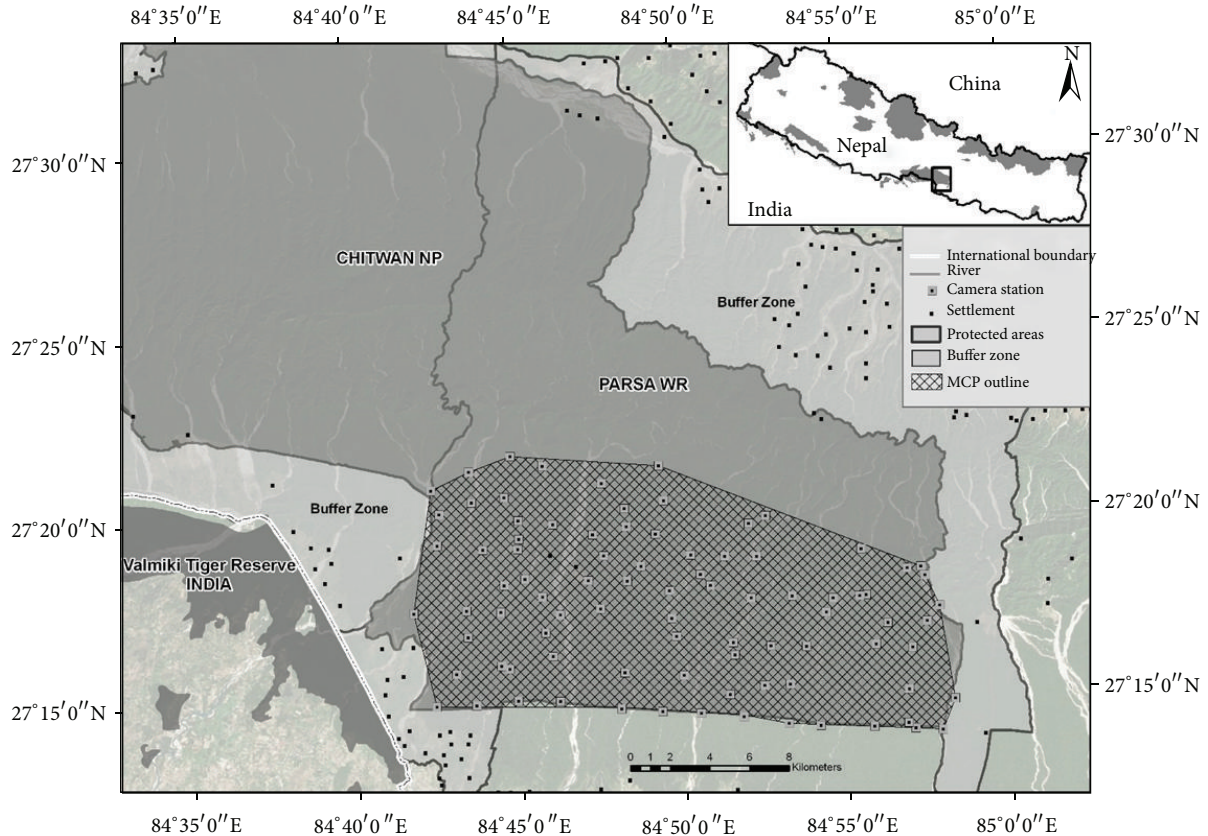 84°35′0″E 84°40′0″E 84°45′0″E 84°50′0″E 84°55′0″E 85°0′0″E
N
China
Nepal
India
27°30′0″N
27°30′0″N
CHITWAN NP
International boundary
River
Camera station
Settlement
Protected areas
Buffer zone
MCP outline
Buffer Zone
27°25′0″N
27°25′0″N
PARSA WR
27°20′0″N
27°20′0″N
Buffer Zone
Valmiki Tiger Reserve
INDIA
27°15′0″N
27°15′0″N
0 1 2 4 6 8
Kilometers
84°35′0″E 84°40′0″E 84°45′0″E 84°50′0″E 84°55′0″E 85°0′0″E